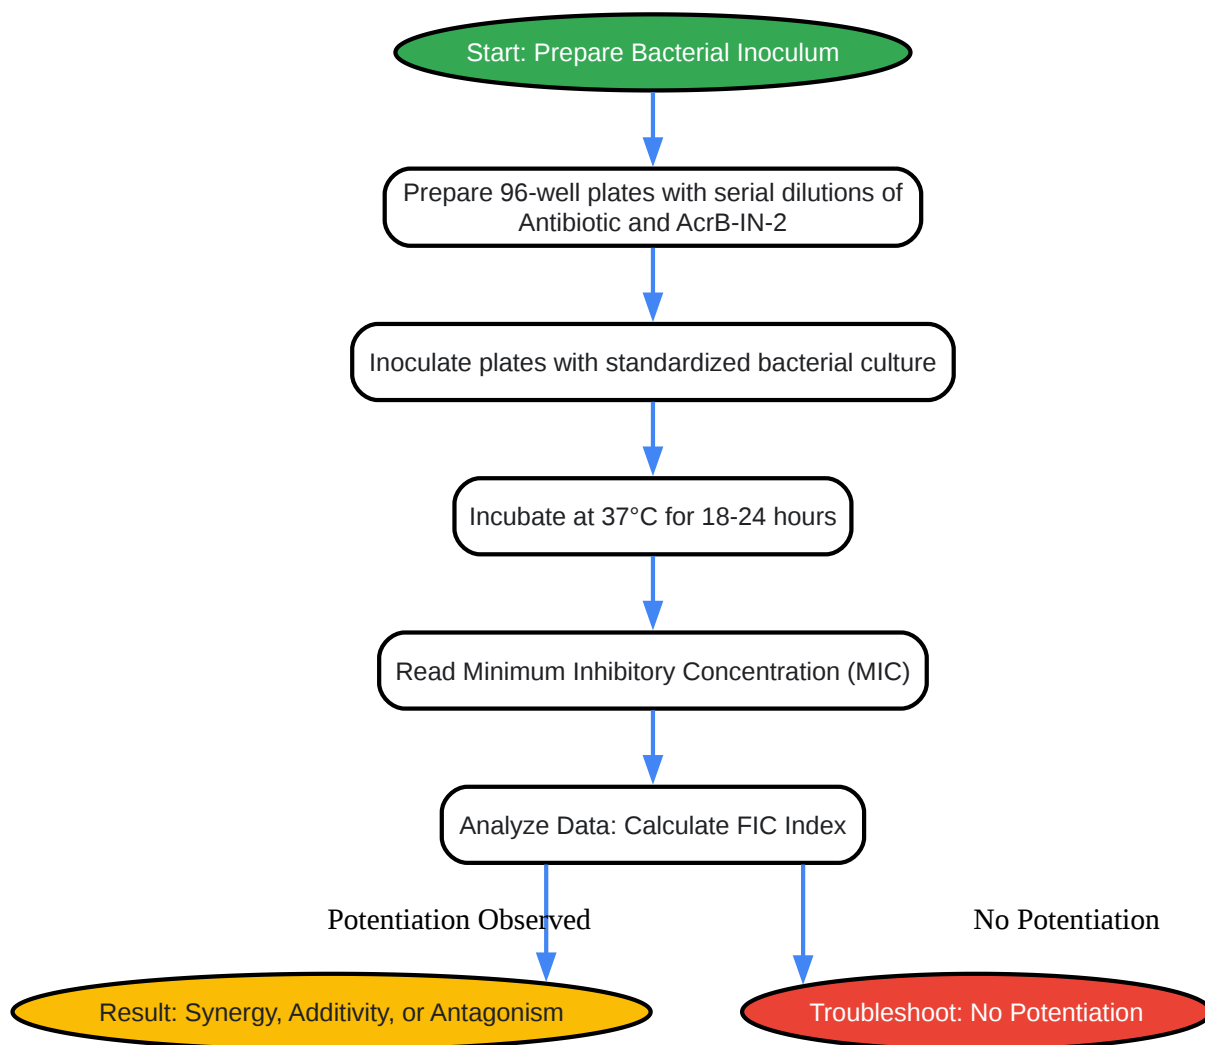 Start: Prepare Bacterial Inoculum
Prepare 96-well plates with serial dilutions of
Antibiotic and AcrB-IN-2
Inoculate plates with standardized bacterial culture
Incubate at 37°C for 18-24 hours
Read Minimum Inhibitory Concentration (MIC)
Analyze Data: Calculate FIC Index
Potentiation Observed
No Potentiation
Result: Synergy, Additivity, or Antagonism
Troubleshoot: No Potentiation